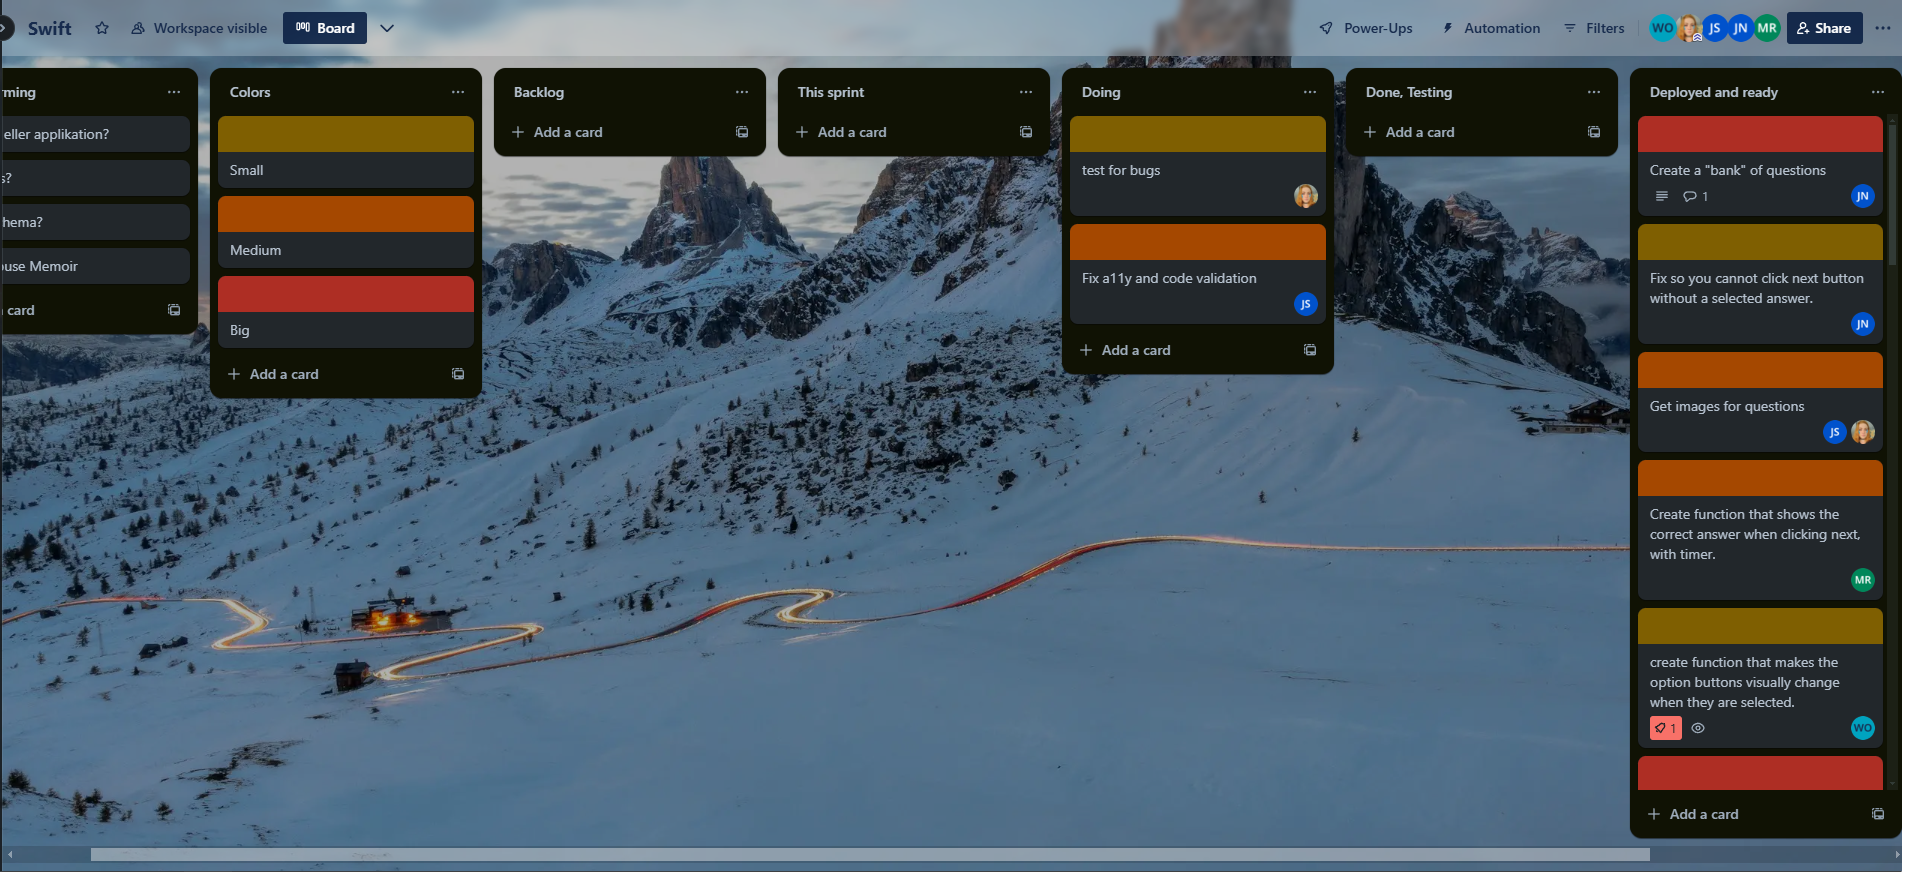 Swift
Workspace visible
Board
Power-Ups
Automation
Filters
WO
JS
JN
MR
Share
rming
eller applikation?
s?
hema?
ouse Memoir
card
Colors
Small
Medium
Big
Add a card
Backlog
Add a card
This sprint
Add a card
Doing
test for bugs
Fix a11y and code validation
JS
Add a card
Done, Testing
Add a card
Deployed and ready
Create a "bank" of questions
1
JN
Fix so you cannot click next button
without a selected answer.
JN
Get images for questions
JS
Create function that shows the
correct answer when clicking next,
with timer.
MR
create function that makes the
option buttons visually change
when they are selected.
1
WO
Add a card